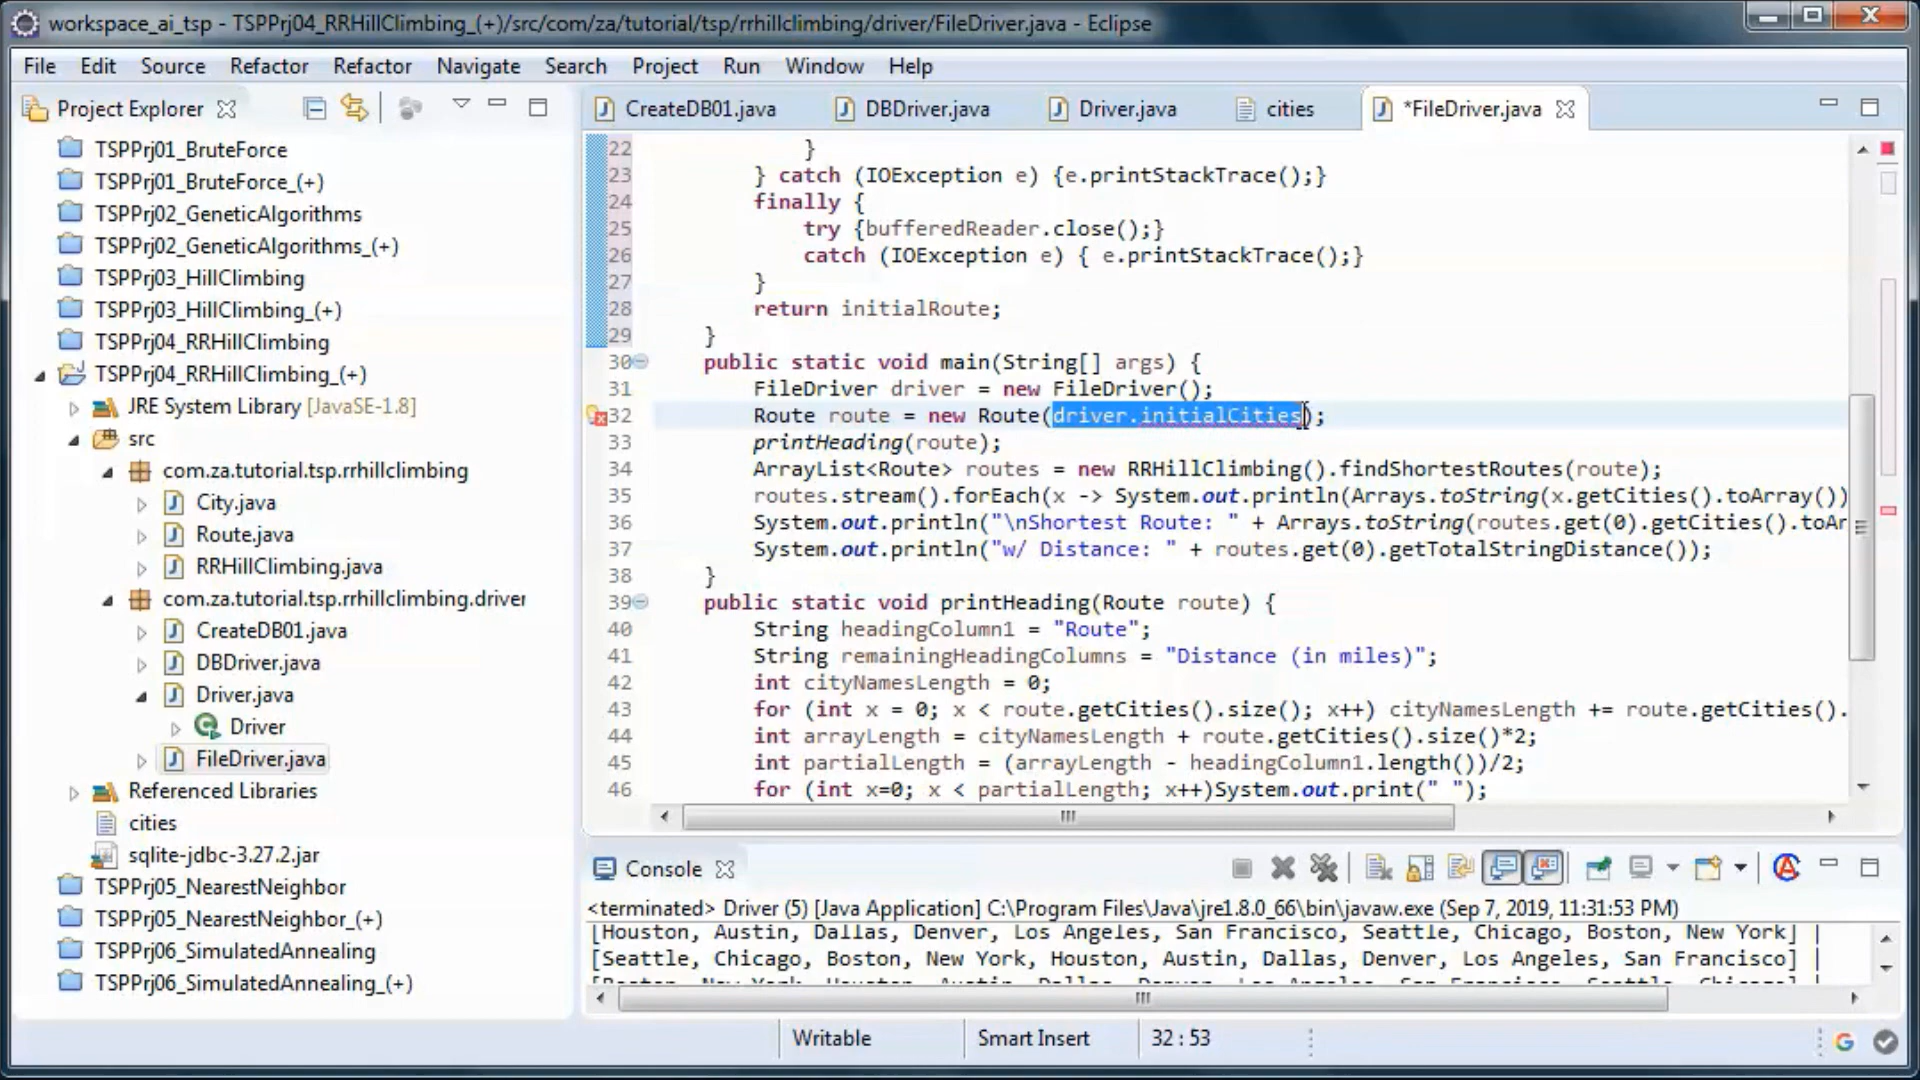 workspace_ai_tsp - TSPPrj04_RRHillClimbing_(+)/src/com/za/tutorial/tsp/rrhillclimbing/driver/FileDriver.java - Eclipse
File Edit Source Refactor Refactor Navigate Search Project Run Window Help
Project Explorer
TSPPrj01_BruteForce
TSPPrj01_BruteForce_(+)
TSPPrj02_GeneticAlgorithms
TSPPrj02_GeneticAlgorithms_(+)
TSPPrj03_HillClimbing
TSPPrj03_HillClimbing_(+)
TSPPrj04_RRHillClimbing
TSPPrj04_RRHillClimbing_(+)
JRE System Library [JavaSE-1.8]
src
com.za.tutorial.tsp.rrhillclimbing
City.java
Route.java
RRHillClimbing.java
com.za.tutorial.tsp.rrhillclimbing.driver
CreateDB01.java
DBDriver.java
Driver.java
Driver
FileDriver.java
Referenced Libraries
cities
sqlite-jdbc-3.27.2.jar
TSPPrj05_NearestNeighbor
TSPPrj05_NearestNeighbor_(+)
TSPPrj06_SimulatedAnnealing
TSPPrj06_SimulatedAnnealing_(+)
CreateDB01.java DBDriver.java Driver.java cities *FileDriver.java
22 }
23 } catch (IOException e) {e.printStackTrace();}
24 finally {
25 try {bufferedReader.close();}
26 catch (IOException e) { e.printStackTrace();}
27 }
28 return initialRoute;
29 }
30 public static void main(String[] args) {
31 FileDriver driver = new FileDriver();
32 Route route = new Route(driver.initialCities);
33 printHeading(route);
34 ArrayList<Route> routes = new RRHillClimbing().findShortestRoutes(route);
35 routes.stream().forEach(x -> System.out.println(Arrays.toString(x.getCities().toArray())
36 System.out.println("\nShortest Route: " + Arrays.toString(routes.get(0).getCities().toAr
37 System.out.println("w/ Distance: " + routes.get(0).getTotalStringDistance());
38 }
39 public static void printHeading(Route route) {
40 String headingColumn1 = "Route";
41 String remainingHeadingColumns = "Distance (in miles)";
42 int cityNamesLength = 0;
43 for (int x = 0; x < route.getCities().size(); x++) cityNamesLength += route.getCities().
44 int arrayLength = cityNamesLength + route.getCities().size()*2;
45 int partialLength = (arrayLength - headingColumn1.length())/2;
46 for (int x=0; x < partialLength; x++)System.out.print(" ");
Console
<terminated> Driver (5) [Java Application] C:\Program Files\Java\jre1.8.0_66\bin\javaw.exe (Sep 7, 2019, 11:31:53 PM)
[Houston, Austin, Dallas, Denver, Los Angeles, San Francisco, Seattle, Chicago, Boston, New York] |
[Seattle, Chicago, Boston, New York, Houston, Austin, Dallas, Denver, Los Angeles, San Francisco] |
[Boston, New York, Houston, Austin, Dallas, Denver, Los Angeles, San Francisco, Seattle, Chicago] |
Writable Smart Insert 32 : 53